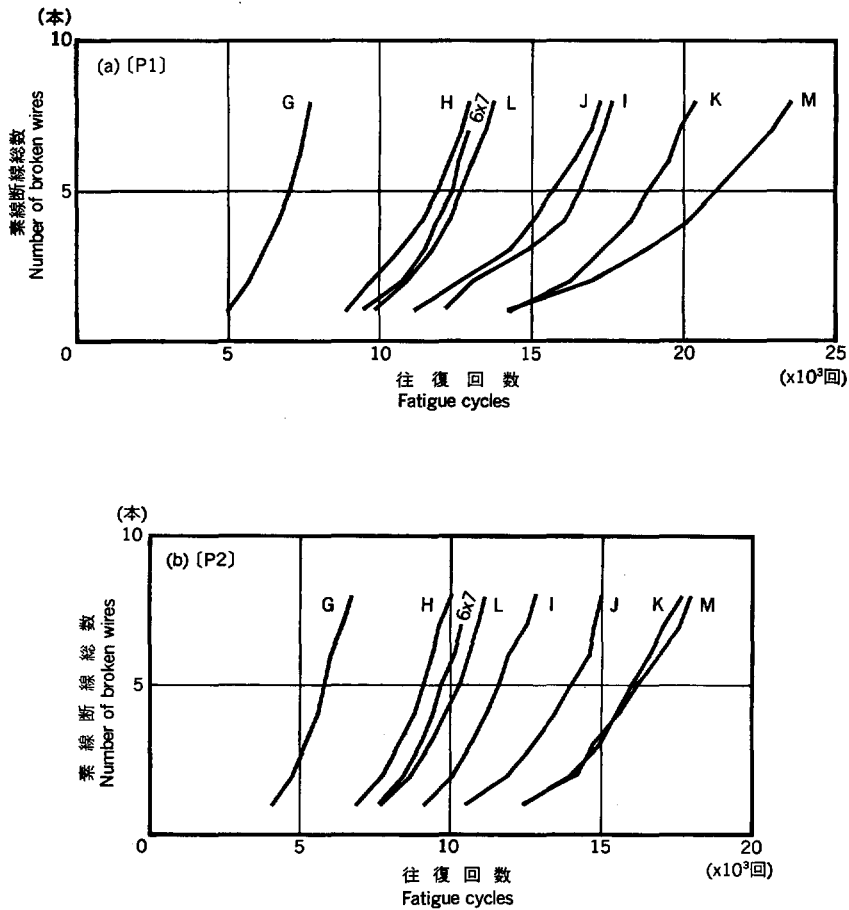 (本)
10
(a) [P1]
G
H
6x7
L
J
I
K
M
5
素線断線総数
Number of broken wires
0
5
10
15
20
25
往復回数
(x10³回)
Fatigue cycles
(本)
10
(b) [P2]
G
H
6x7
L
I
J
K
M
5
素線断線総数
Number of broken wires
0
5
10
15
20
往復回数
(x10³回)
Fatigue cycles